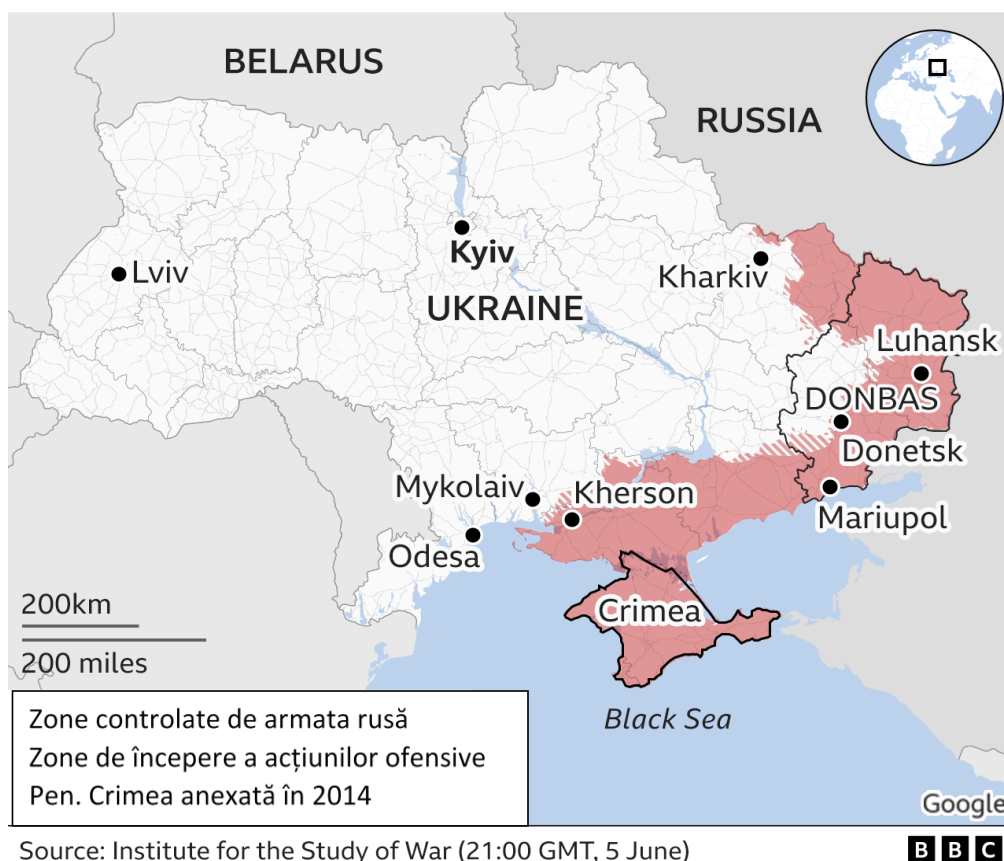 BELARUS
RUSSIA
Kyiv
Lviv
Kharkiv
UKRAINE
Luhansk
DONBAS
Donetsk
Mykolaiv
Kherson
Mariupol
Odesa
200km
Crimea
200 miles
Zone controlate de armata rusă
Black Sea
Zone de începere a acțiunilor ofensive
Pen. Crimea anexată în 2014
Google
Source: Institute for the Study of War (21:00 GMT, 5 June)
BBC